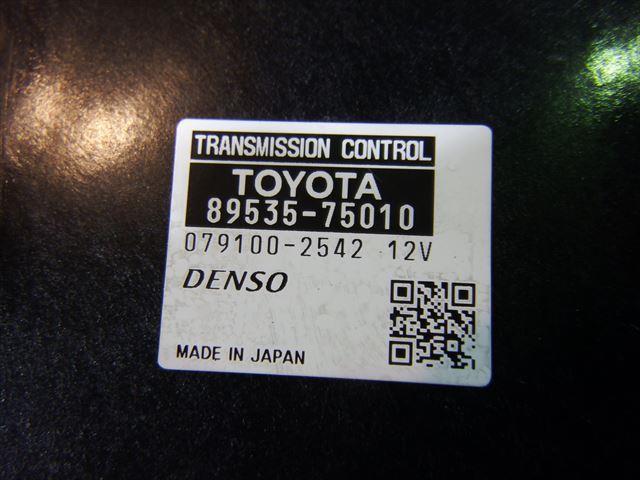 TRANSMISSION CONTROL
TOYOTA
89535-75010
079100-2542 12V
DENSO
MADE IN JAPAN